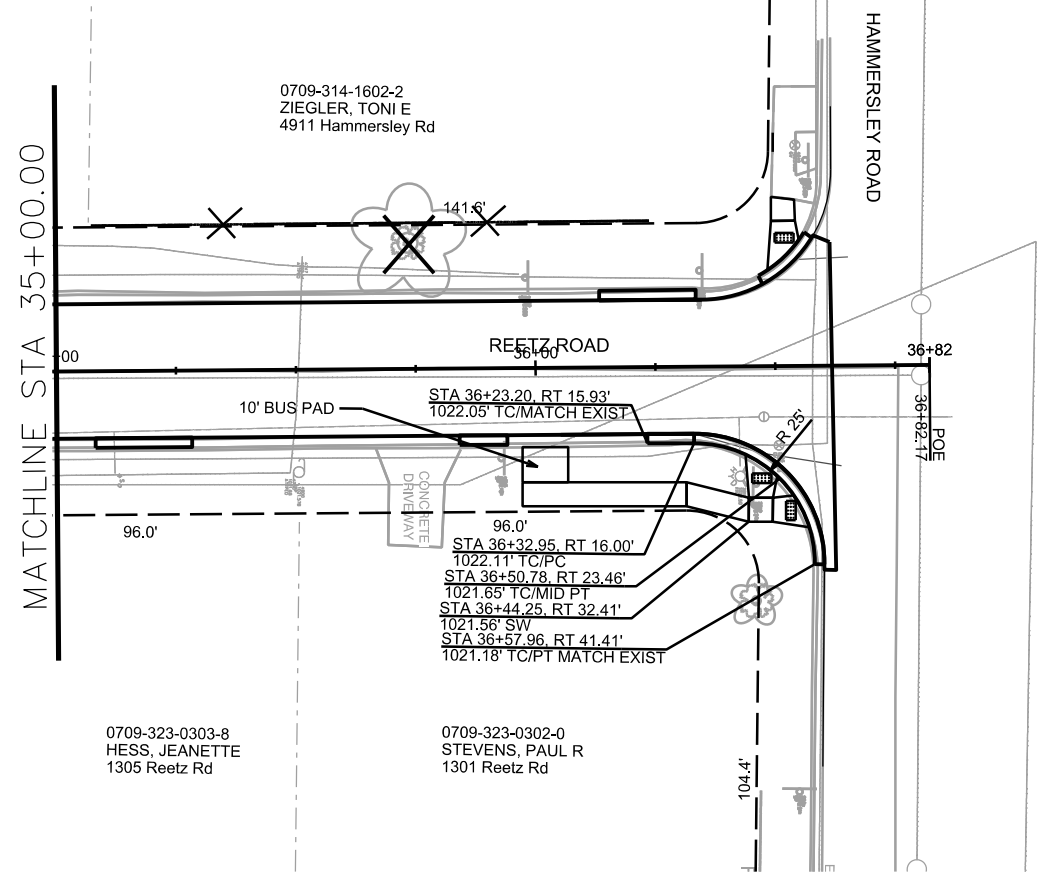 HAMMERSLEY ROAD
0709-314-1602-2
ZIEGLER, TONI E
4911 Hammersley Rd
MATCHLINE STA 35+00.00
141.6'
REETZ ROAD
+00
36+00
36+82
36+82.17
POE
STA 36+23.20, RT 15.93'
1022.05' TC/MATCH EXIST
10' BUS PAD
R 25'
CONCRETE
DRIVEWAY
96.0'
96.0'
STA 36+32.95, RT 16.00'
1022.11' TC/PC
STA 36+50.78, RT 23.46'
1021.65' TC/MID PT
STA 36+44.25, RT 32.41'
1021.56' SW
STA 36+57.96, RT 41.41'
1021.18' TC/PT MATCH EXIST
0709-323-0303-8
HESS, JEANETTE
1305 Reetz Rd
0709-323-0302-0
STEVENS, PAUL R
1301 Reetz Rd
104.4'